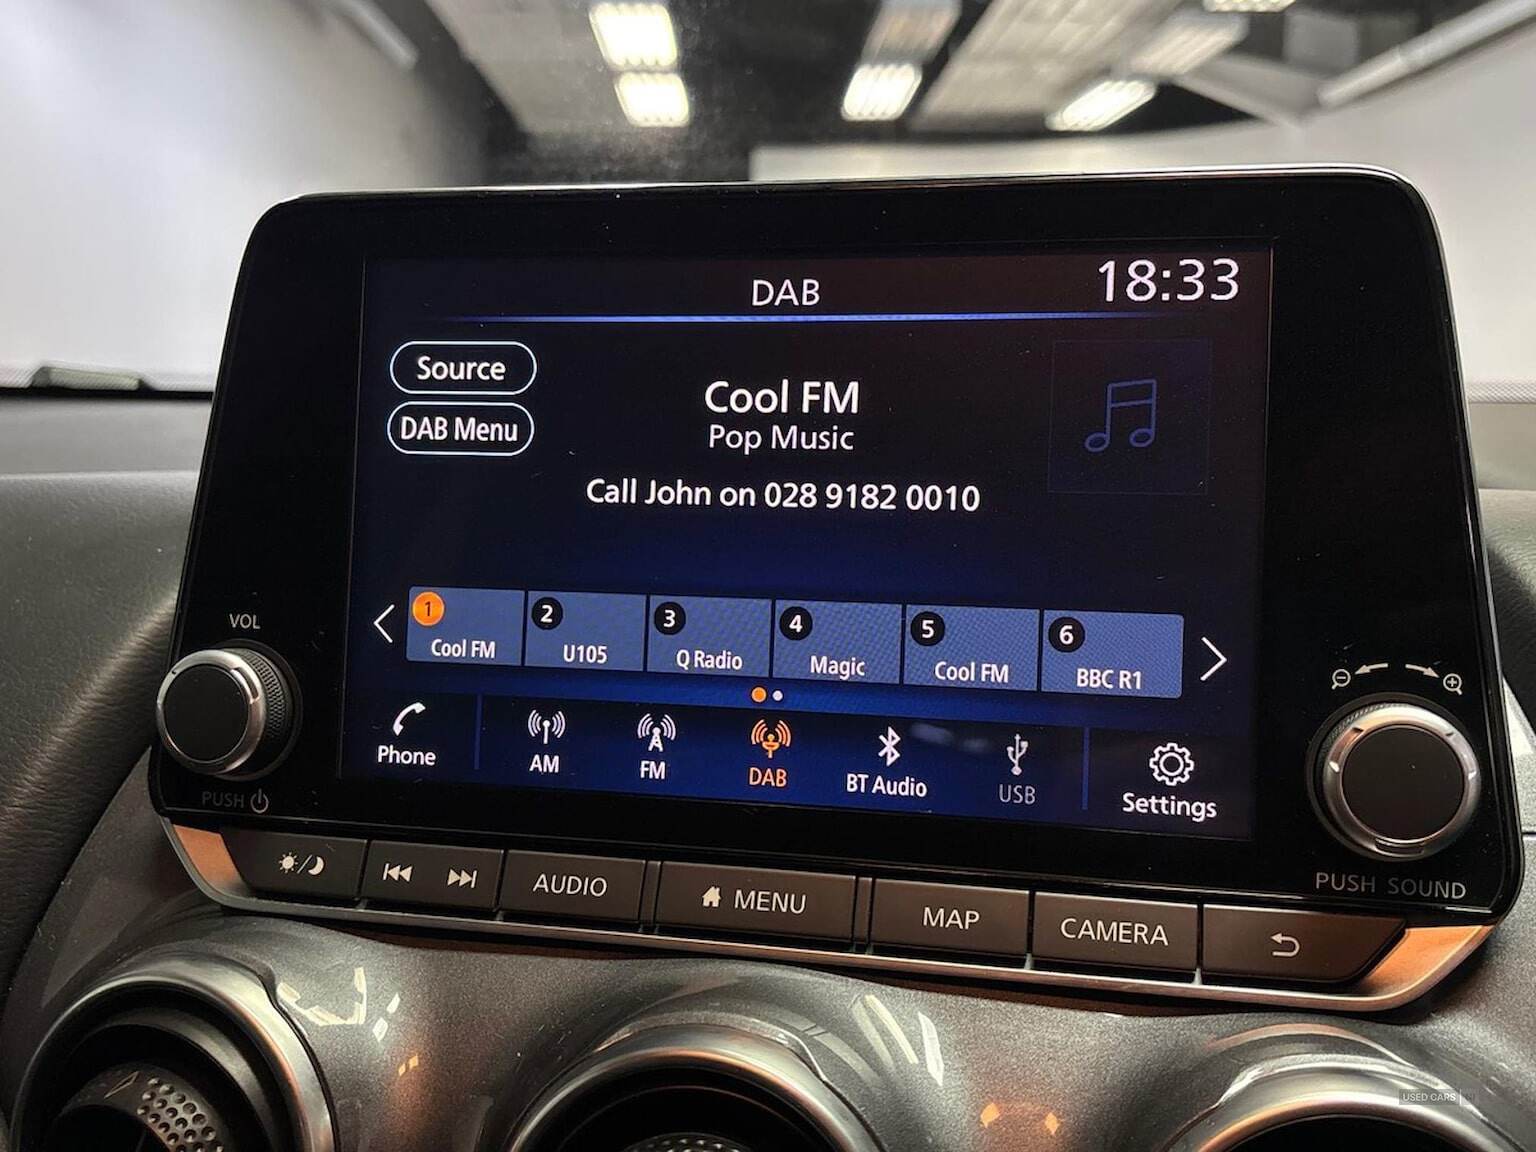 DAB
18:33
Source
DAB Menu
Cool FM
Pop Music
Call John on 028 9182 0010
1 Cool FM
2 U105
3 Q Radio
4 Magic
5 Cool FM
6 BBC R1
Phone
AM
FM
DAB
BT Audio
USB
Settings
VOL
PUSH
PUSH SOUND
AUDIO
MENU
MAP
CAMERA
USED CARS